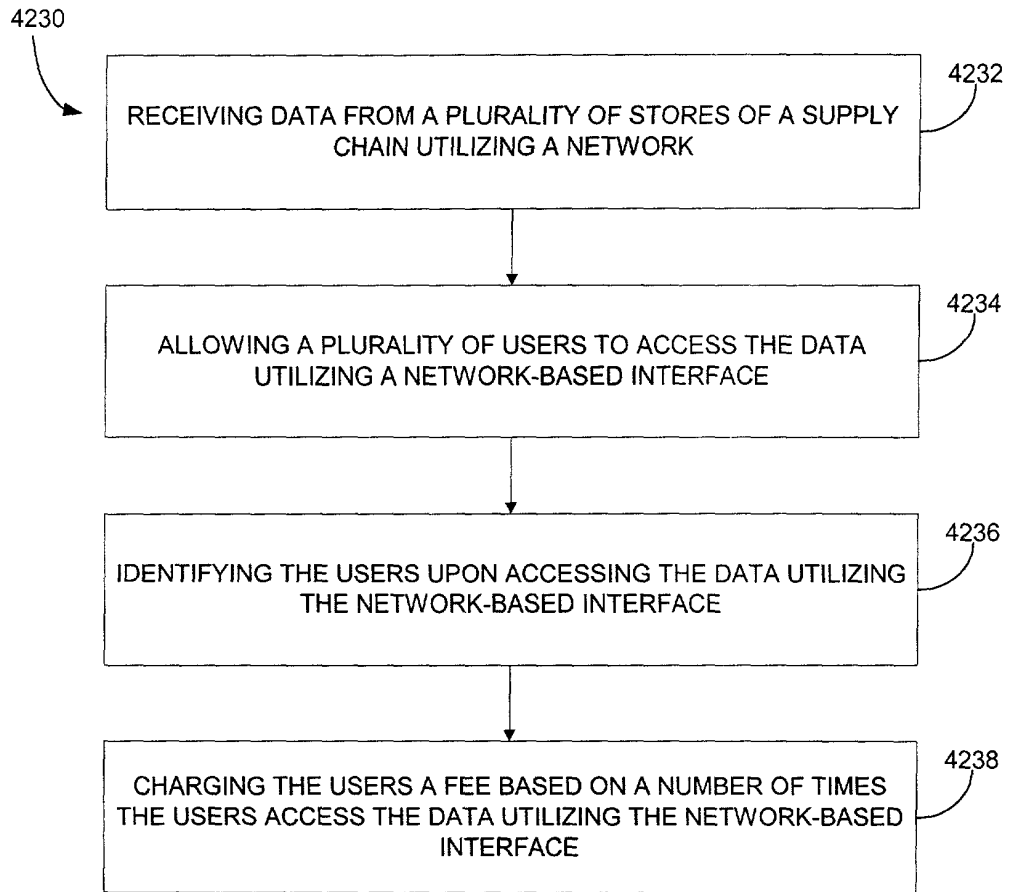 4230
4232
RECEIVING DATA FROM A PLURALITY OF STORES OF A SUPPLY
CHAIN UTILIZING A NETWORK
4234
ALLOWING A PLURALITY OF USERS TO ACCESS THE DATA
UTILIZING A NETWORK-BASED INTERFACE
4236
IDENTIFYING THE USERS UPON ACCESSING THE DATA UTILIZING
THE NETWORK-BASED INTERFACE
4238
CHARGING THE USERS A FEE BASED ON A NUMBER OF TIMES
THE USERS ACCESS THE DATA UTILIZING THE NETWORK-BASED
INTERFACE